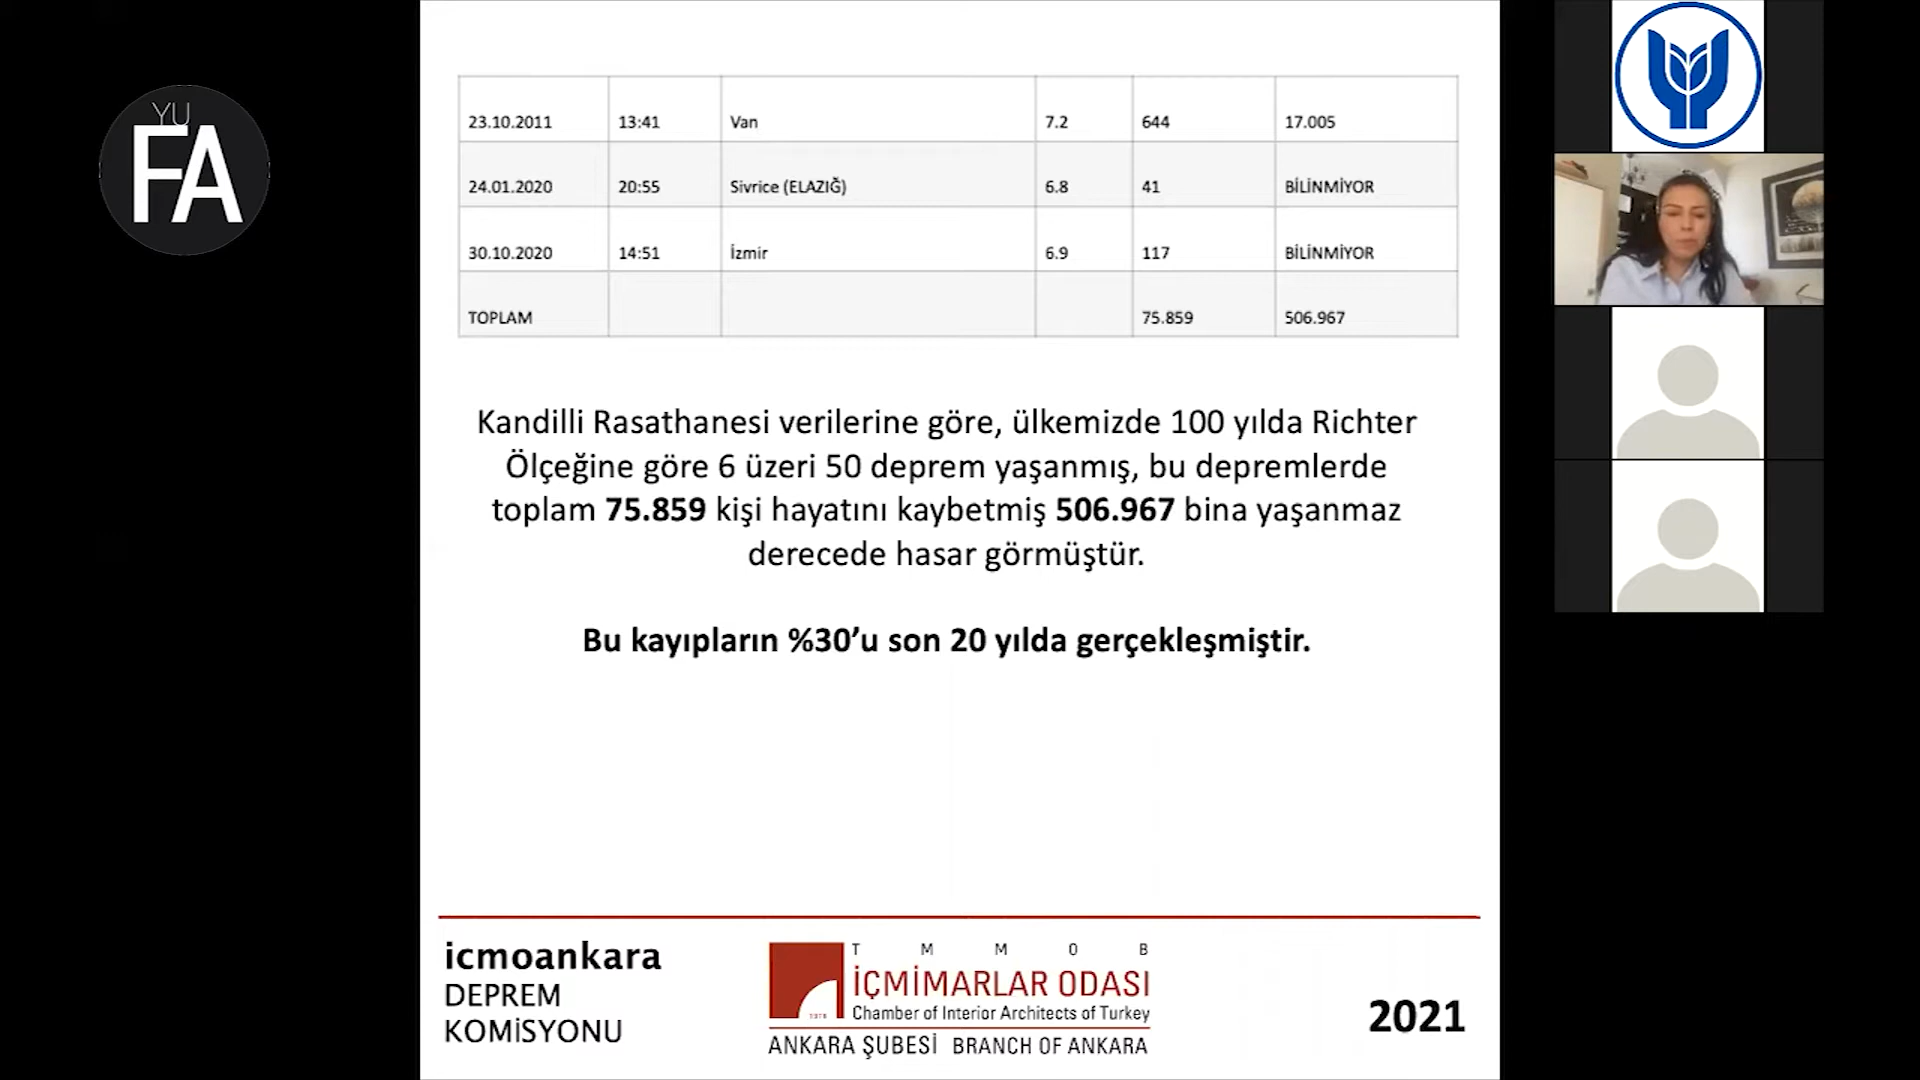 YU
FA
23.10.2011 13:41 Van 7.2 644 17.005
24.01.2020 20:55 Sivrice (ELAZIĞ) 6.8 41 BİLİNMİYOR
30.10.2020 14:51 İzmir 6.9 117 BİLİNMİYOR
TOPLAM 75.859 506.967
Kandilli Rasathanesi verilerine göre, ülkemizde 100 yılda Richter
Ölçeğine göre 6 üzeri 50 deprem yaşanmış, bu depremlerde
toplam 75.859 kişi hayatını kaybetmiş 506.967 bina yaşanmaz
derecede hasar görmüştür.
Bu kayıpların %30’u son 20 yılda gerçekleşmiştir.
icmoankara
DEPREM
KOMiSYONU
T M M O B
İÇMİMARLAR ODASI
1976
Chamber of Interior Architects of Turkey
ANKARA ŞUBESİ BRANCH OF ANKARA
2021